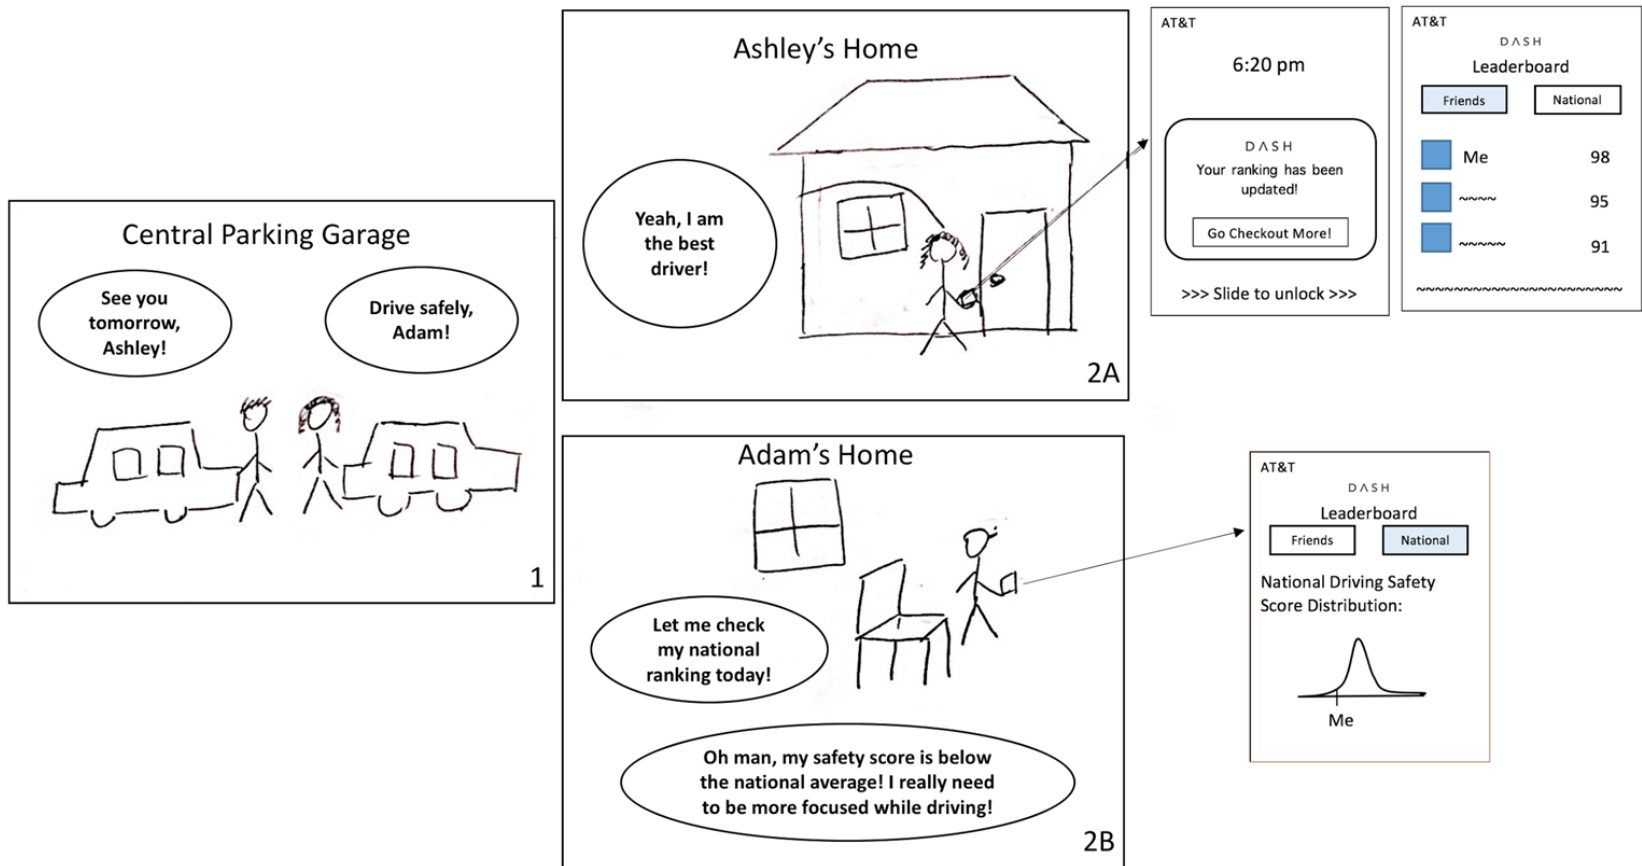 Central Parking Garage
See you
tomorrow,
Ashley!
Drive safely,
Adam!
1
Ashley's Home
Yeah, I am
the best
driver!
2A
AT&T
6:20 pm
DΛSH
Your ranking has been
updated!
Go Checkout More!
>>> Slide to unlock >>>
AT&T
DΛSH
Leaderboard
Friends National
Me 98
~~~~ 95
~~~~~ 91
~~~~~~~~~~~~~~~~~~~~~~
Adam's Home
Let me check
my national
ranking today!
Oh man, my safety score is below
the national average! I really need
to be more focused while driving!
2B
AT&T
DΛSH
Leaderboard
Friends National
National Driving Safety
Score Distribution:
Me